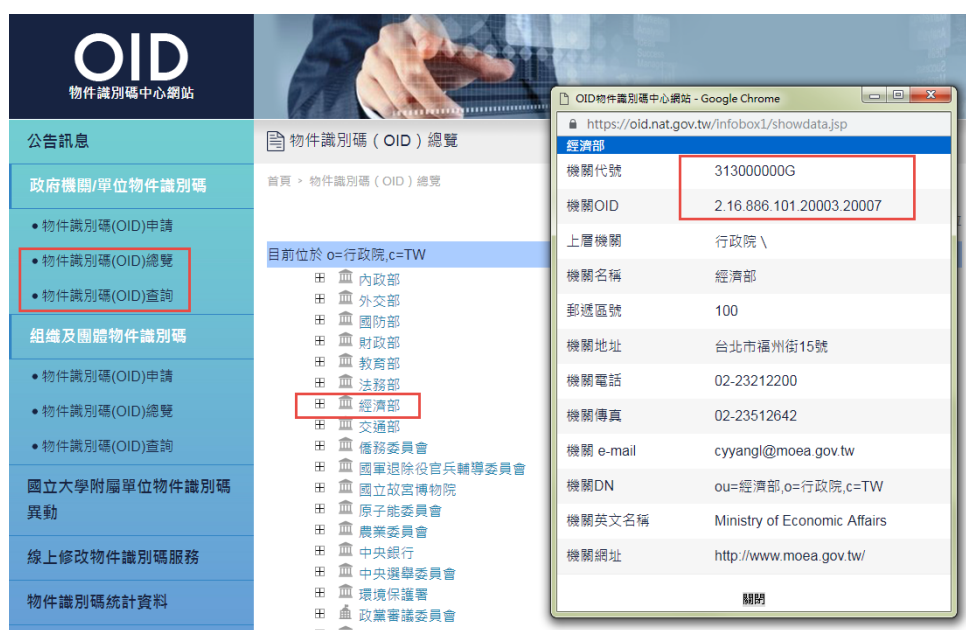 OID
物件識別碼中心網站
公告訊息
政府機關/單位物件識別碼
●物件識別碼(OID)申請
●物件識別碼(OID)總覽
●物件識別碼(OID)查詢
組織及團體物件識別碼
●物件識別碼(OID)申請
●物件識別碼(OID)總覽
●物件識別碼(OID)查詢
國立大學附屬單位物件識別碼
異動
線上修改物件識別碼服務
物件識別碼統計資料
物件識別碼（OID）總覽
首頁 > 物件識別碼（OID）總覽
目前位於 o=行政院,c=TW
內政部
外交部
國防部
財政部
教育部
法務部
經濟部
交通部
僑務委員會
國軍退除役官兵輔導委員會
國立故宮博物院
原子能委員會
農業委員會
中央銀行
中央選舉委員會
環境保護署
政黨審議委員會
OID物件識別碼中心網站 - Google Chrome
https://oid.nat.gov.tw/infobox1/showdata.jsp
經濟部
機關代號 313000000G
機關OID 2.16.886.101.20003.20007
上層機關 行政院 \
機關名稱 經濟部
郵遞區號 100
機關地址 台北市福州街15號
機關電話 02-23212200
機關傳真 02-23512642
機關 e-mail cyyangl@moea.gov.tw
機關DN ou=經濟部,o=行政院,c=TW
機關英文名稱 Ministry of Economic Affairs
機關網址 http://www.moea.gov.tw/
關閉